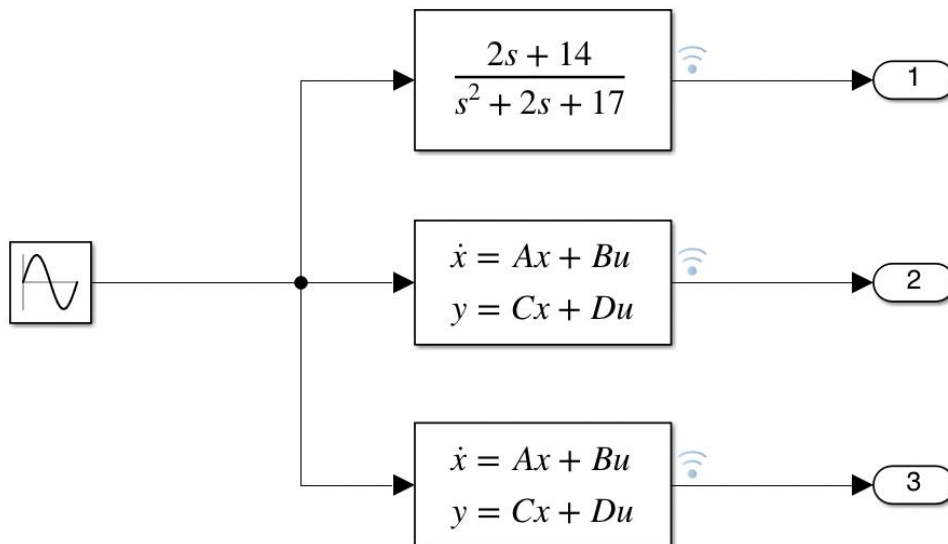 2s + 14
s² + 2s + 17
1
ẋ = Ax + Bu
y = Cx + Du
2
ẋ = Ax + Bu
y = Cx + Du
3